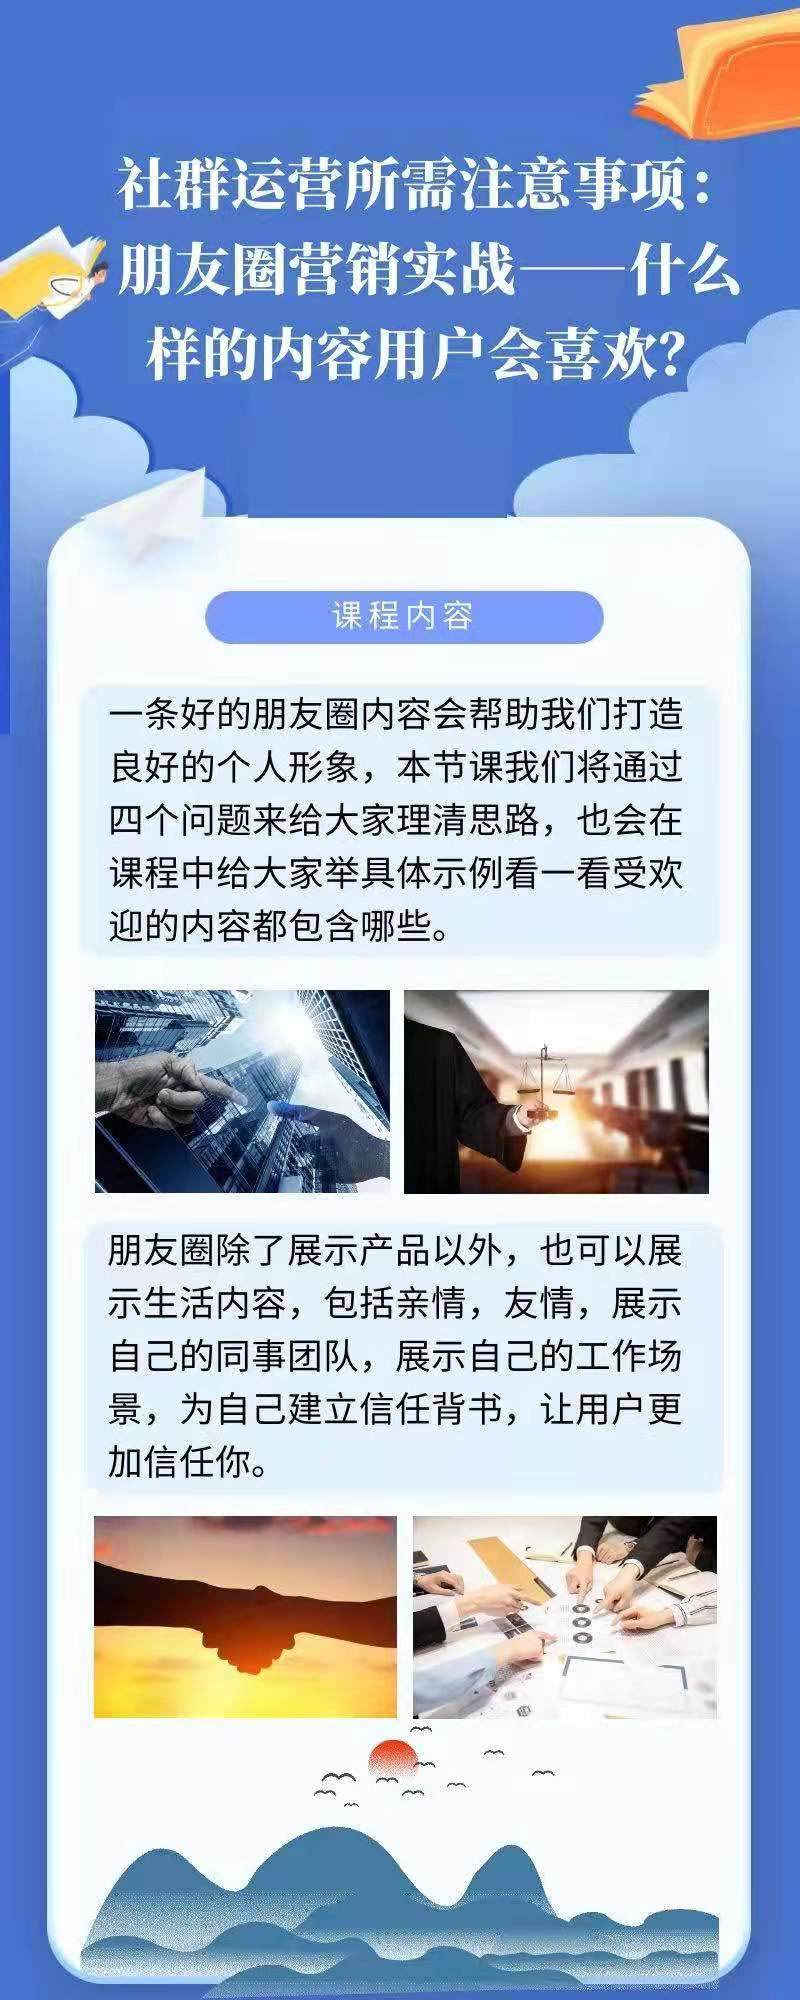 社群运营所需注意事项：
朋友圈营销实战——什么
样的内容用户会喜欢？
课程内容
一条好的朋友圈内容会帮助我们打造
良好的个人形象，本节课我们将通过
四个问题来给大家理清思路，也会在
课程中给大家举具体示例看一看受欢
迎的内容都包含哪些。
朋友圈除了展示产品以外，也可以展
示生活内容，包括亲情，友情，展示
自己的同事团队，展示自己的工作场
景，为自己建立信任背书，让用户更
加信任你。